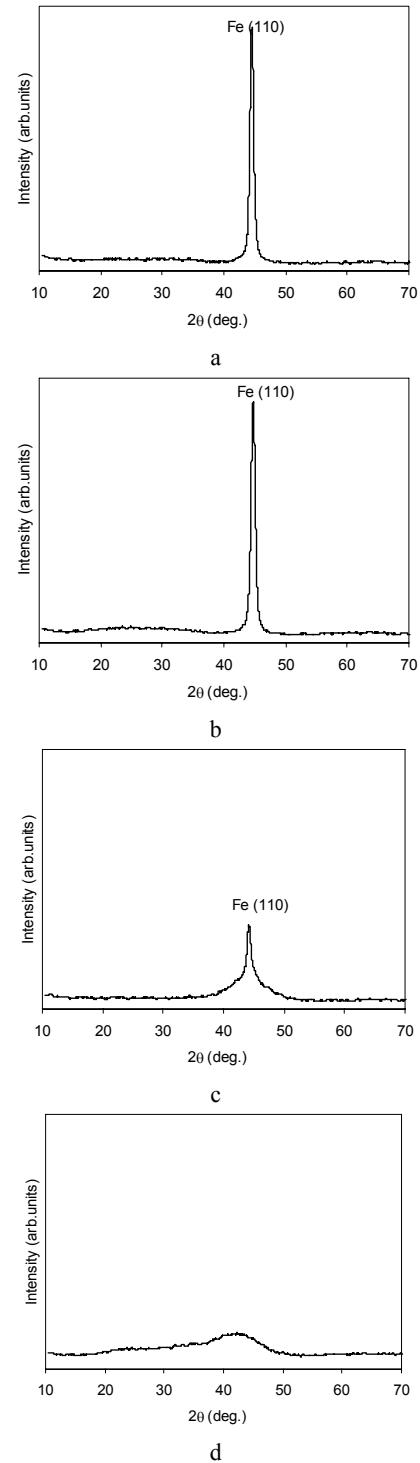 Fe (110)
Intensity (arb.units)
10 20 30 40 50 60 70
2θ (deg.)
a
Fe (110)
Intensity (arb.units)
10 20 30 40 50 60 70
2θ (deg.)
b
Fe (110)
Intensity (arb.units)
10 20 30 40 50 60 70
2θ (deg.)
c
Intensity (arb.units)
10 20 30 40 50 60 70
2θ (deg.)
d